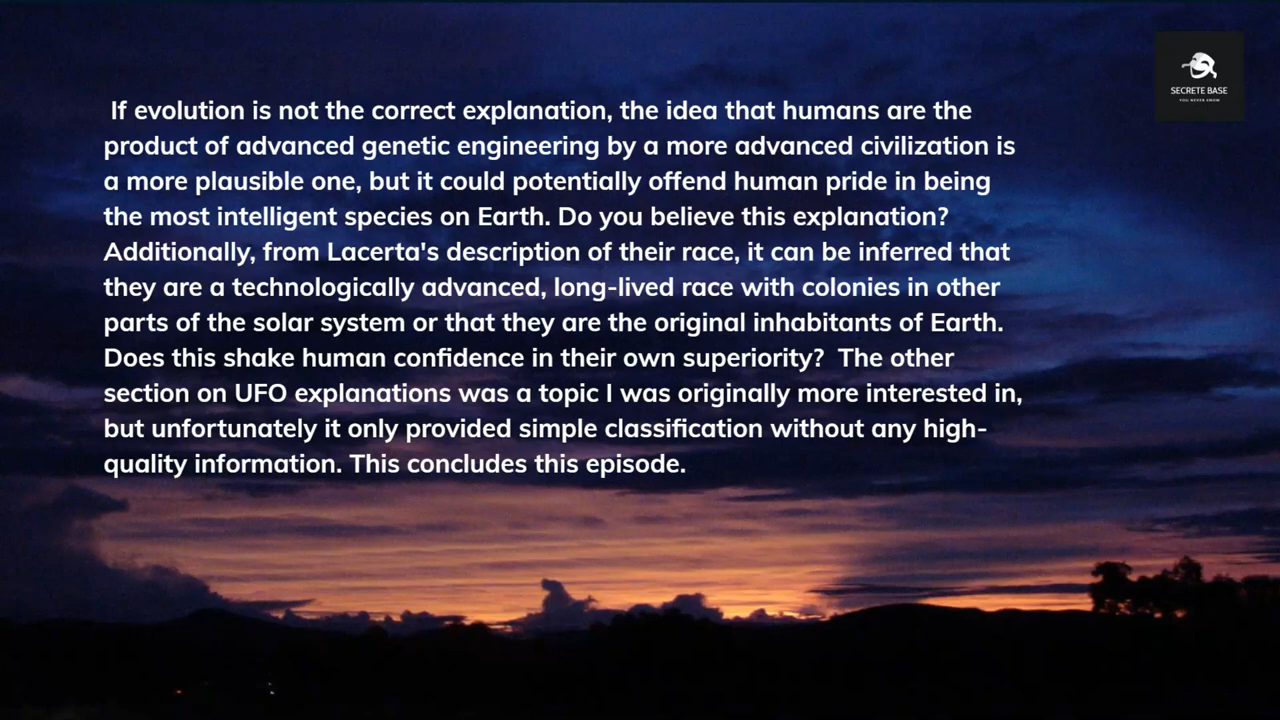 If evolution is not the correct explanation, the idea that humans are the
product of advanced genetic engineering by a more advanced civilization is
a more plausible one, but it could potentially offend human pride in being
the most intelligent species on Earth. Do you believe this explanation?
Additionally, from Lacerta's description of their race, it can be inferred that
they are a technologically advanced, long-lived race with colonies in other
parts of the solar system or that they are the original inhabitants of Earth.
Does this shake human confidence in their own superiority?  The other
section on UFO explanations was a topic I was originally more interested in,
but unfortunately it only provided simple classification without any high-
quality information. This concludes this episode.
SECRETE BASE
YOU NEVER KNOW